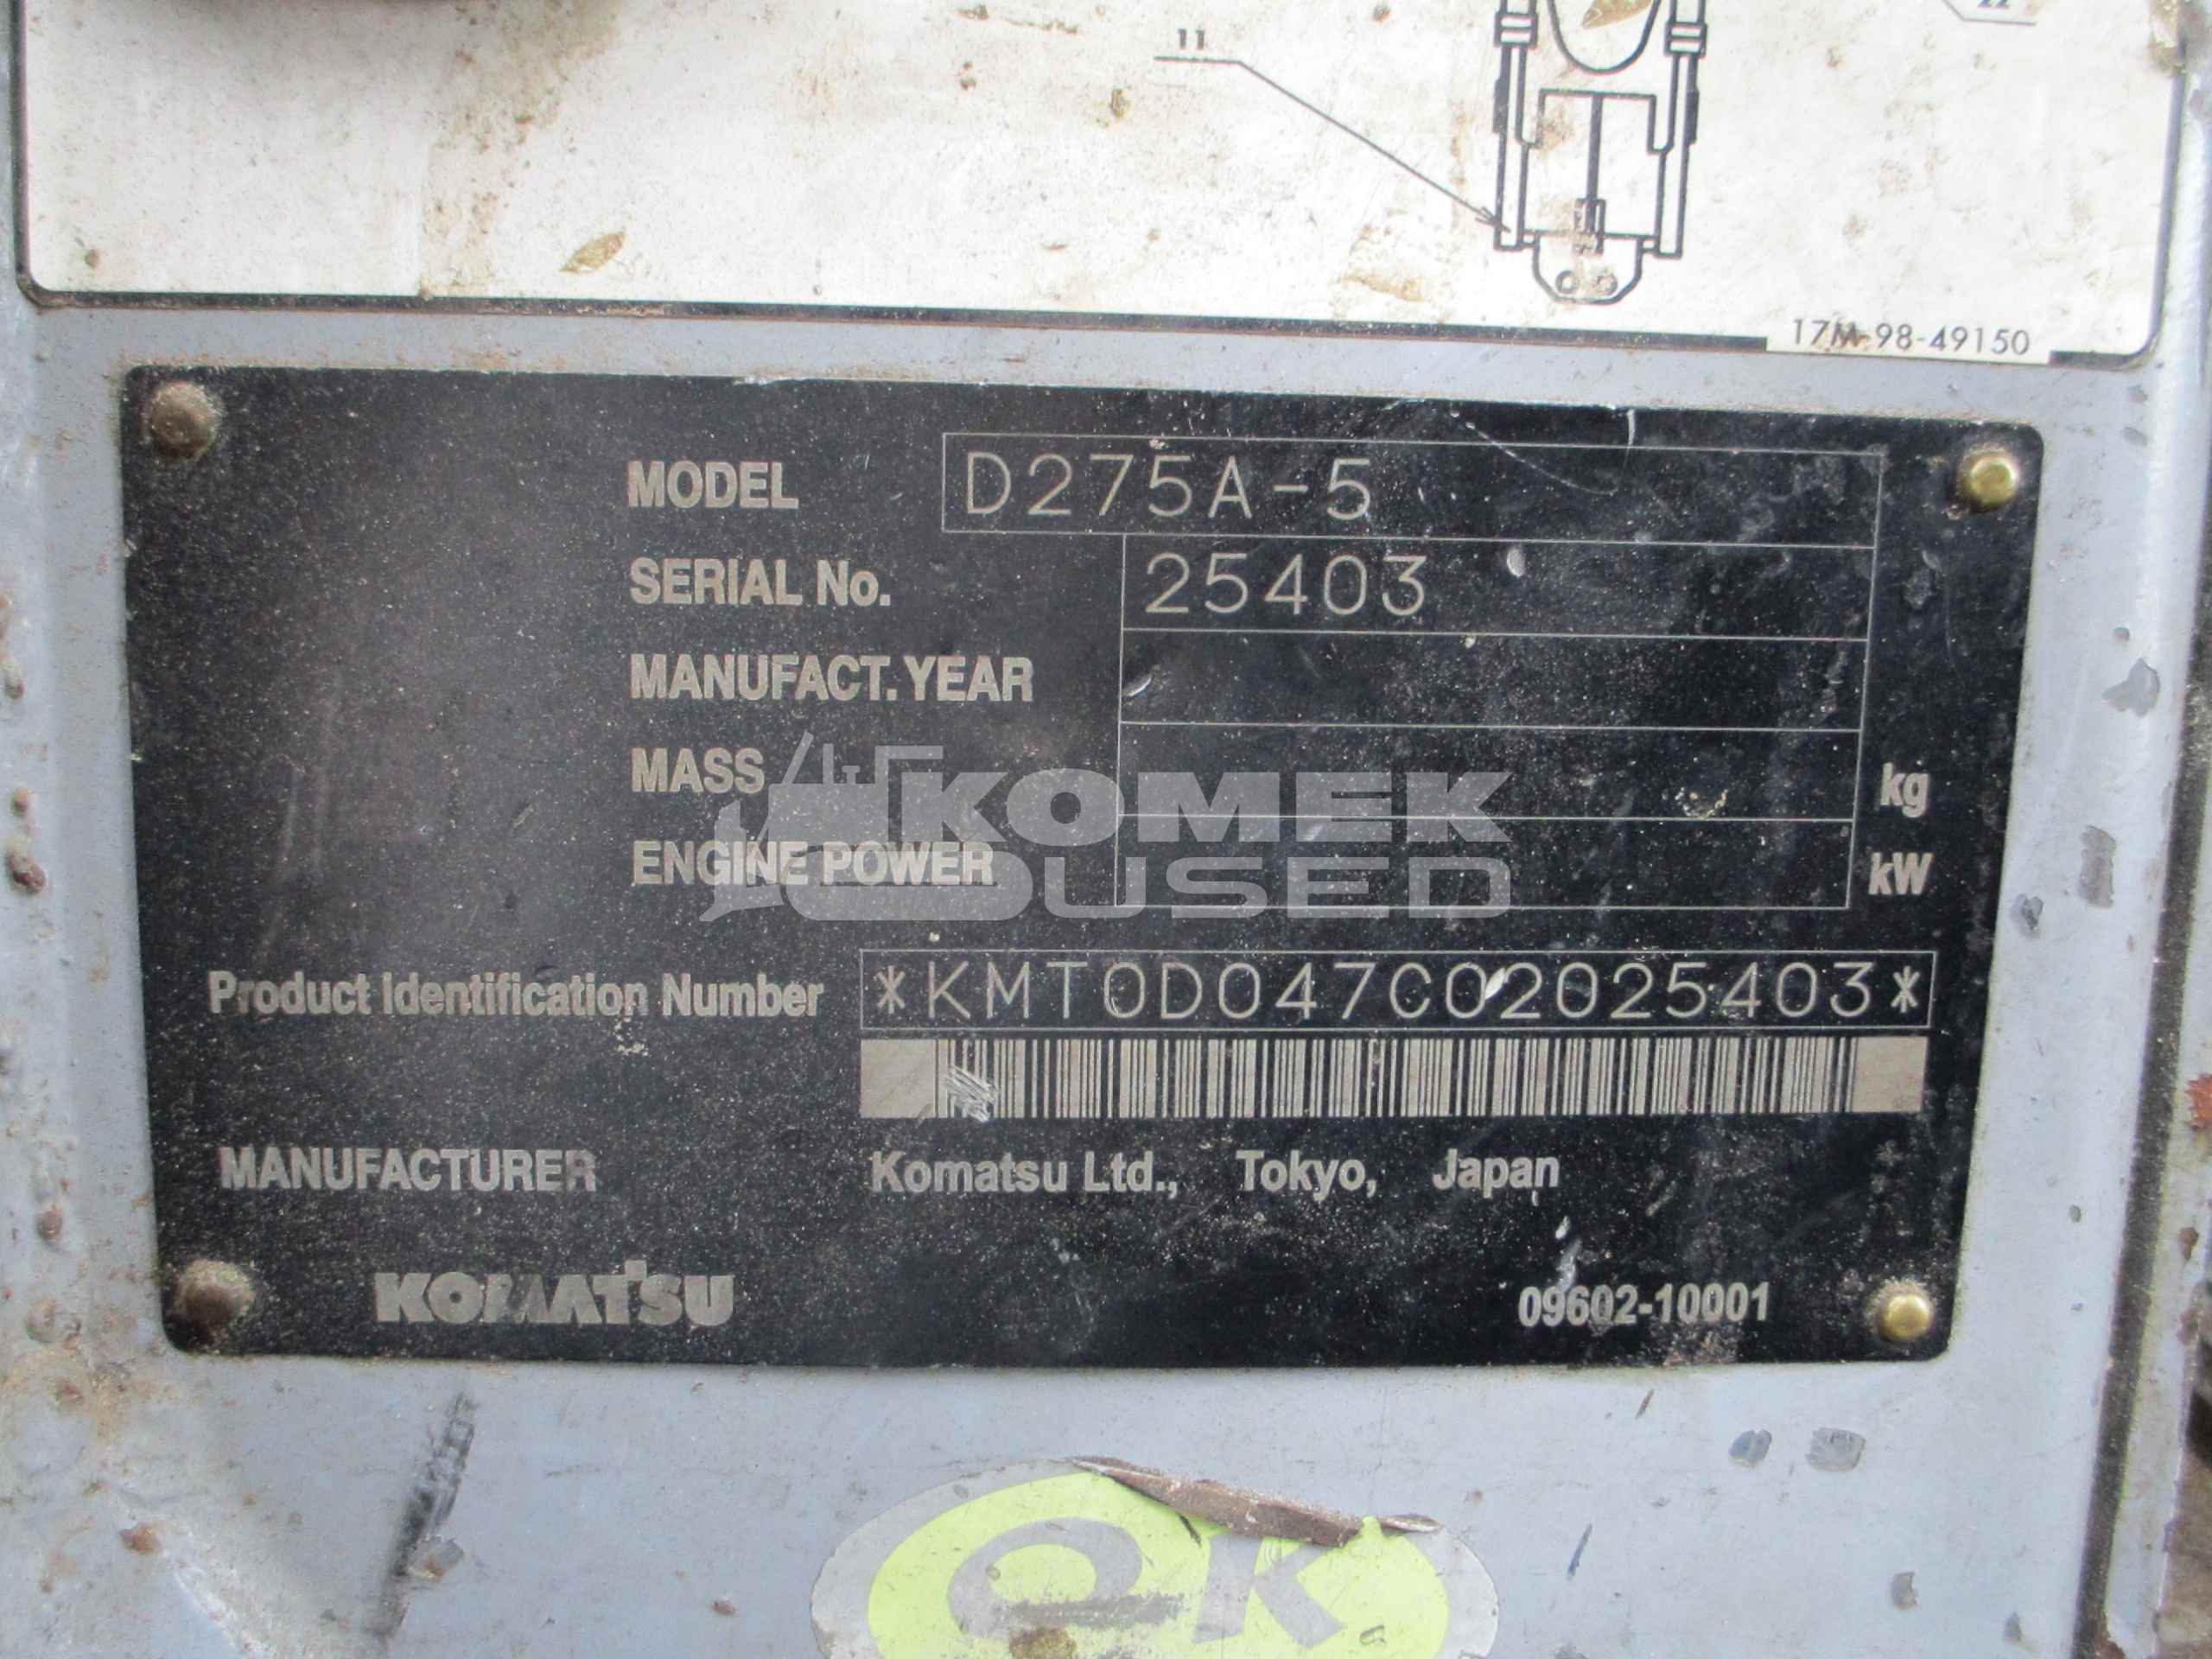 11
22
17M-98-49150
MODEL D275A-5
SERIAL No. 25403
MANUFACT. YEAR
MASS kg
ENGINE POWER kW
KOMEK
USED
Product Identification Number *KMT0D047C02025403*
MANUFACTURER Komatsu Ltd., Tokyo, Japan
KOMATSU 09602-10001
OK